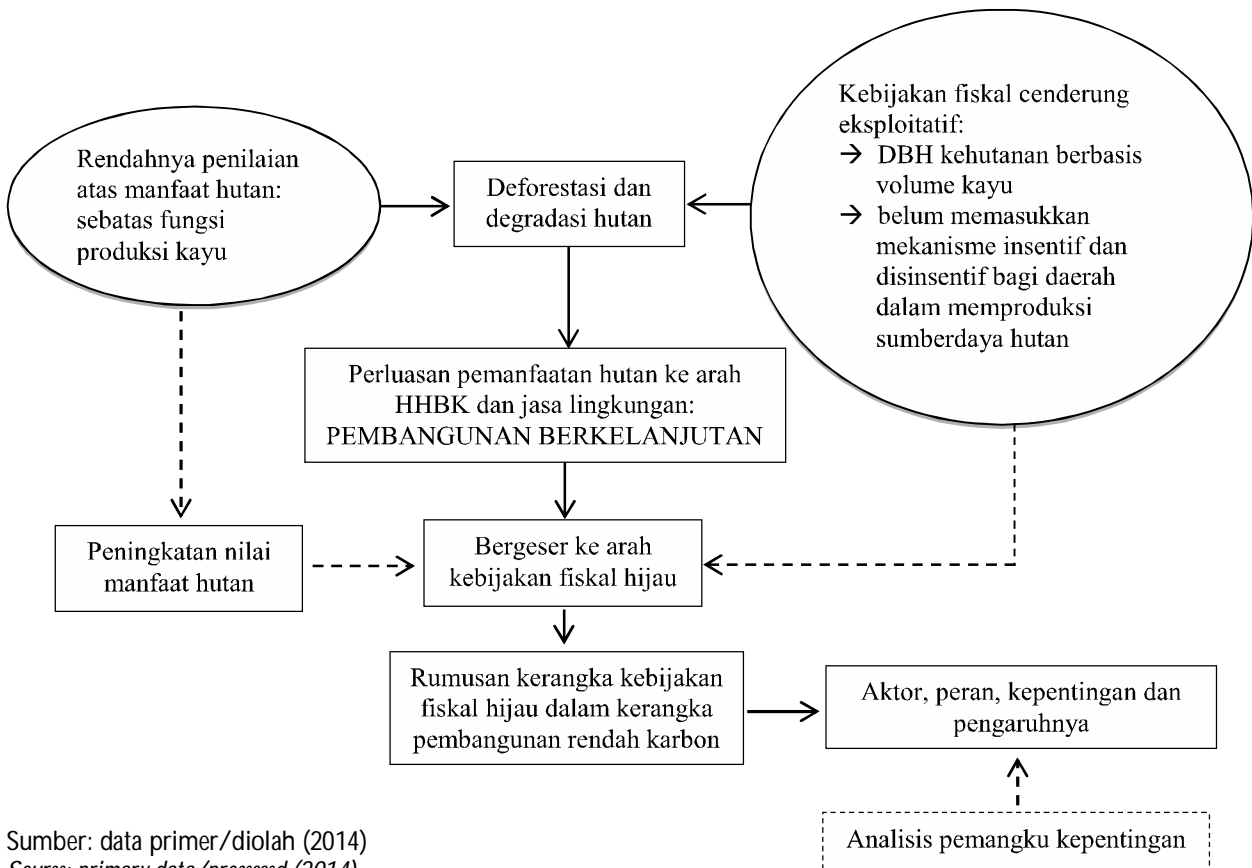 Rendahnya penilaian
atas manfaat hutan:
sebatas fungsi
produksi kayu
Deforestasi dan
degradasi hutan
Kebijakan fiskal cenderung
eksploitatif:
→ DBH kehutanan berbasis
volume kayu
→ belum memasukkan
mekanisme insentif dan
disinsentif bagi daerah
dalam memproduksi
sumberdaya hutan
Perluasan pemanfaatan hutan ke arah
HHBK dan jasa lingkungan:
PEMBANGUNAN BERKELANJUTAN
Peningkatan nilai
manfaat hutan
Bergeser ke arah
kebijakan fiskal hijau
Rumusan kerangka kebijakan
fiskal hijau dalam kerangka
pembangunan rendah karbon
Aktor, peran, kepentingan dan
pengaruhnya
Analisis pemangku kepentingan
Sumber: data primer/diolah (2014)
Source: primary data/processed (2014)